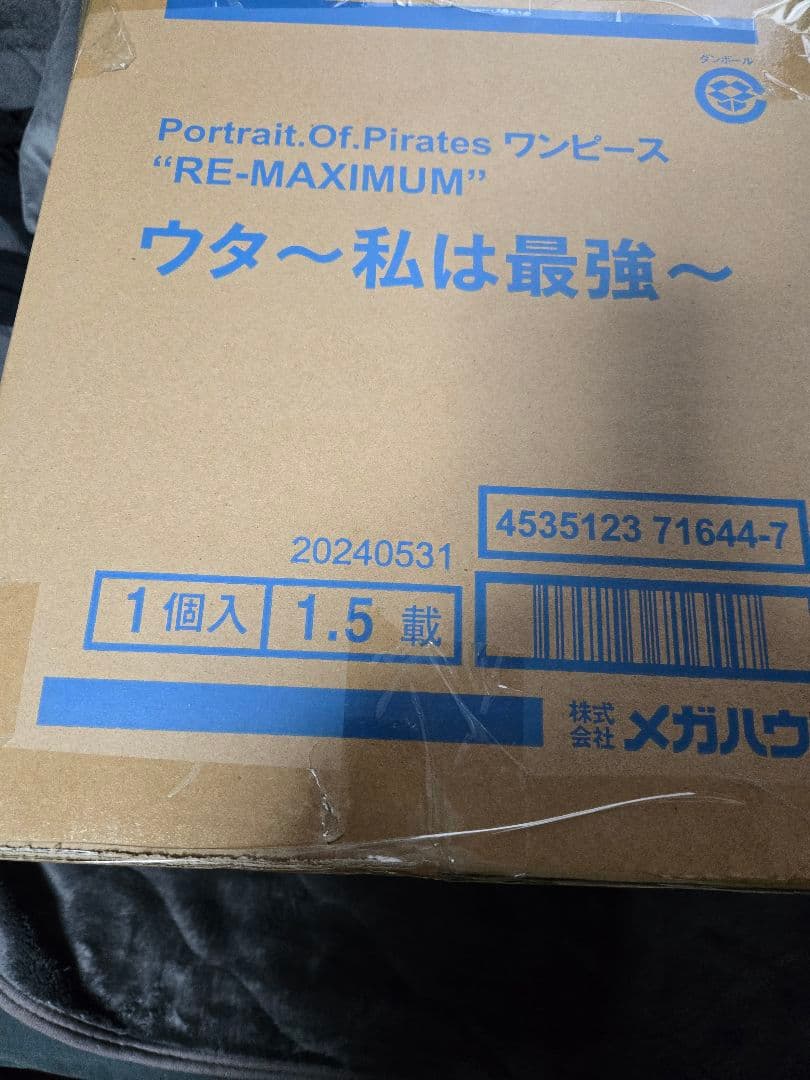 ダンボール
Portrait.Of.Pirates ワンピース
“RE-MAXIMUM”
ウタ～私は最強～
4535123 71644-7
20240531
1個入 1.5 載
株式
会社 メガハウ